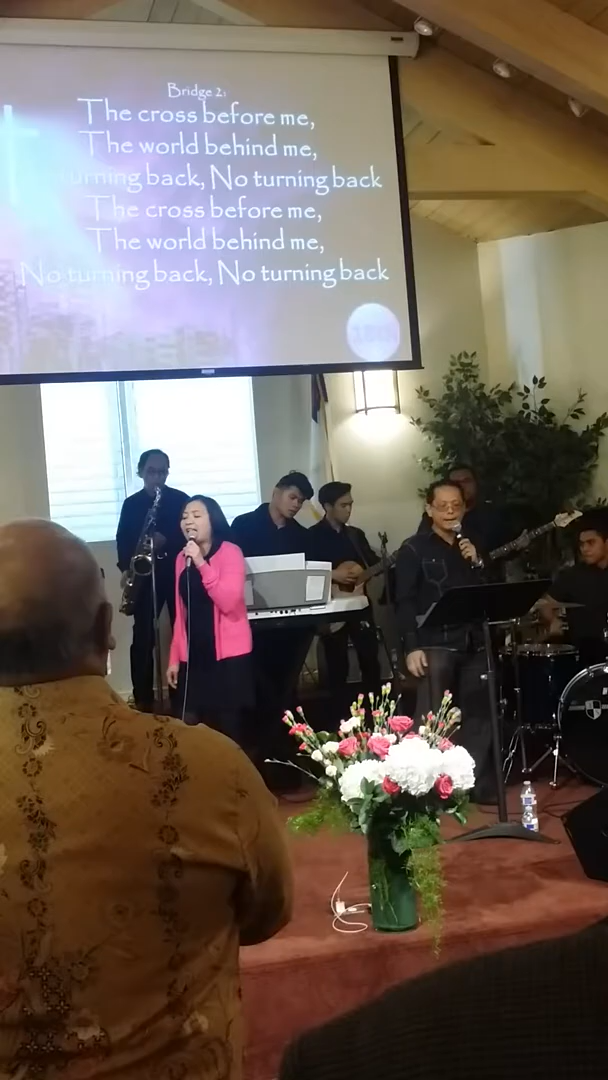 Bridge 2:
The cross before me,
The world behind me,
turning back, No turning back
The cross before me,
The world behind me,
No turning back, No turning back